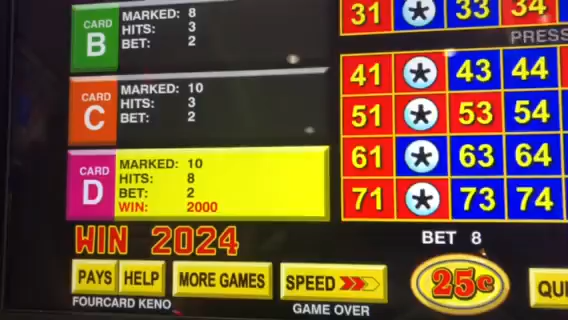 CARD B
MARKED: 8
HITS: 3
BET: 2
CARD C
MARKED: 10
HITS: 3
BET: 2
CARD D
MARKED: 10
HITS: 8
BET: 2
WIN: 2000
31 33 34
PRESS
41 43 44
51 53 54
61 63 64
71 73 74
WIN 2024
BET 8
PAYS HELP MORE GAMES SPEED 25¢
FOURCARD KENO
GAME OVER